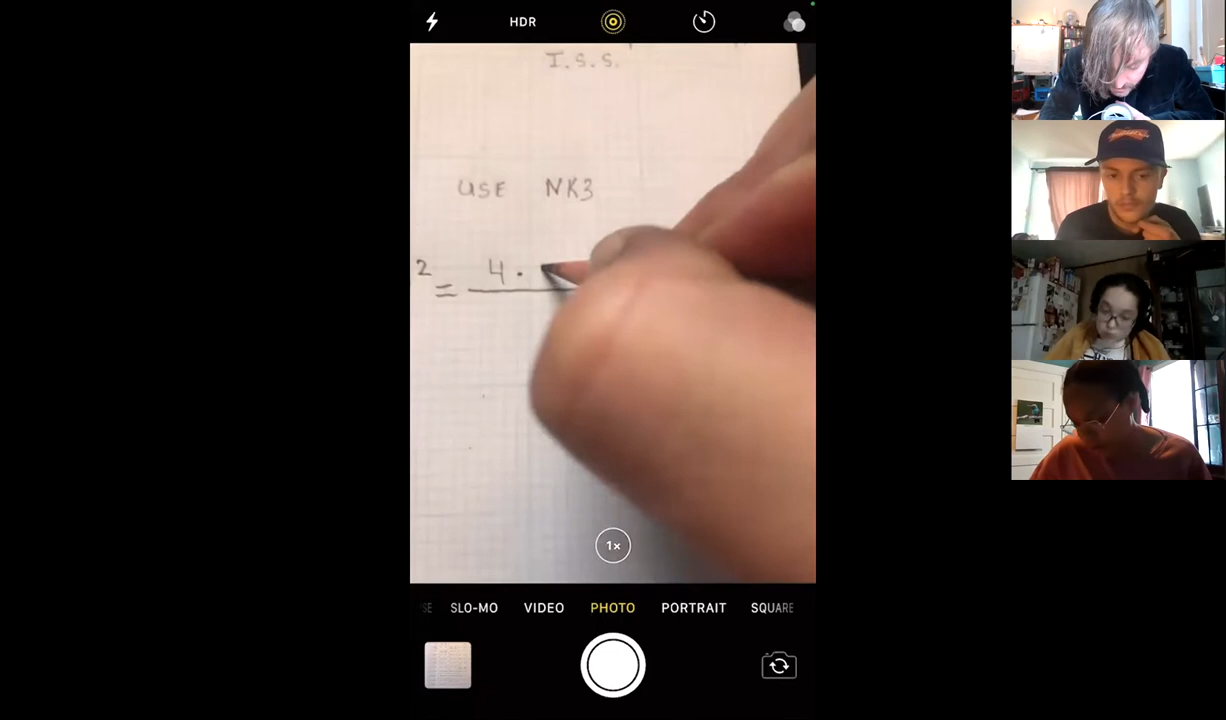 HDR
I.S.S.
USE NK3
2 = 4 ·
1×
SLO-MO VIDEO PHOTO PORTRAIT SQUARE